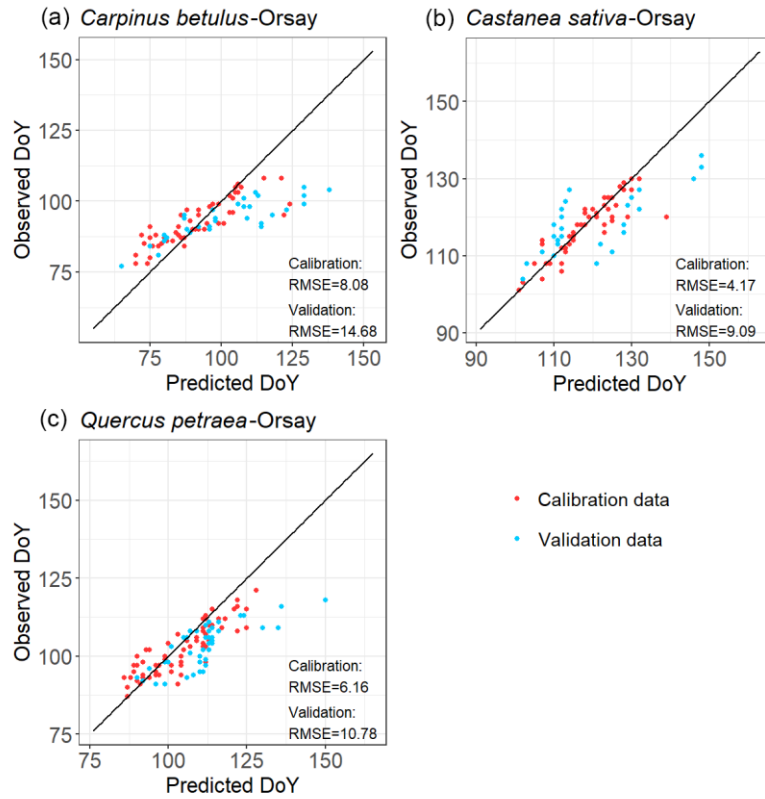 (a) Carpinus betulus-Orsay
150
125
100
75
Observed DoY
Calibration:
RMSE=8.08
Validation:
RMSE=14.68
75 100 125 150
Predicted DoY
(b) Castanea sativa-Orsay
150
130
110
90
Observed DoY
Calibration:
RMSE=4.17
Validation:
RMSE=9.09
90 110 130 150
Predicted DoY
(c) Quercus petraea-Orsay
150
125
100
75
Observed DoY
Calibration:
RMSE=6.16
Validation:
RMSE=10.78
75 100 125 150
Predicted DoY
Calibration data
Validation data